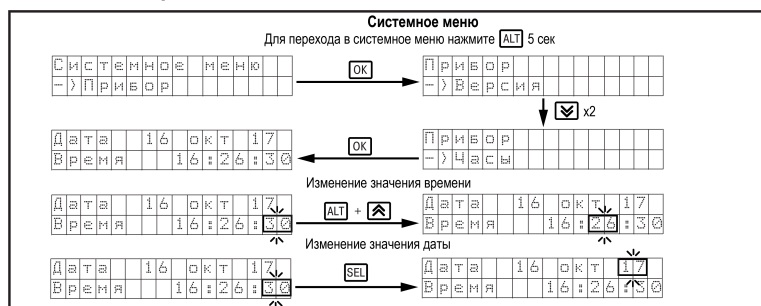 Системное меню
Для перехода в системное меню нажмите ALT 5 сек
Системное меню
OK
Прибор
->Прибор
->Версия
x2
Дата 16 окт 17
OK
Прибор
Время 16:26:30
->Часы
Изменение значения времени
Дата 16 окт 17
ALT +
Дата 16 окт 17
Время 16:26:30
Время 16:26:30
Изменение значения даты
Дата 16 окт 17
SEL
Дата 16 окт 17
Время 16:26:30
Время 16:26:30